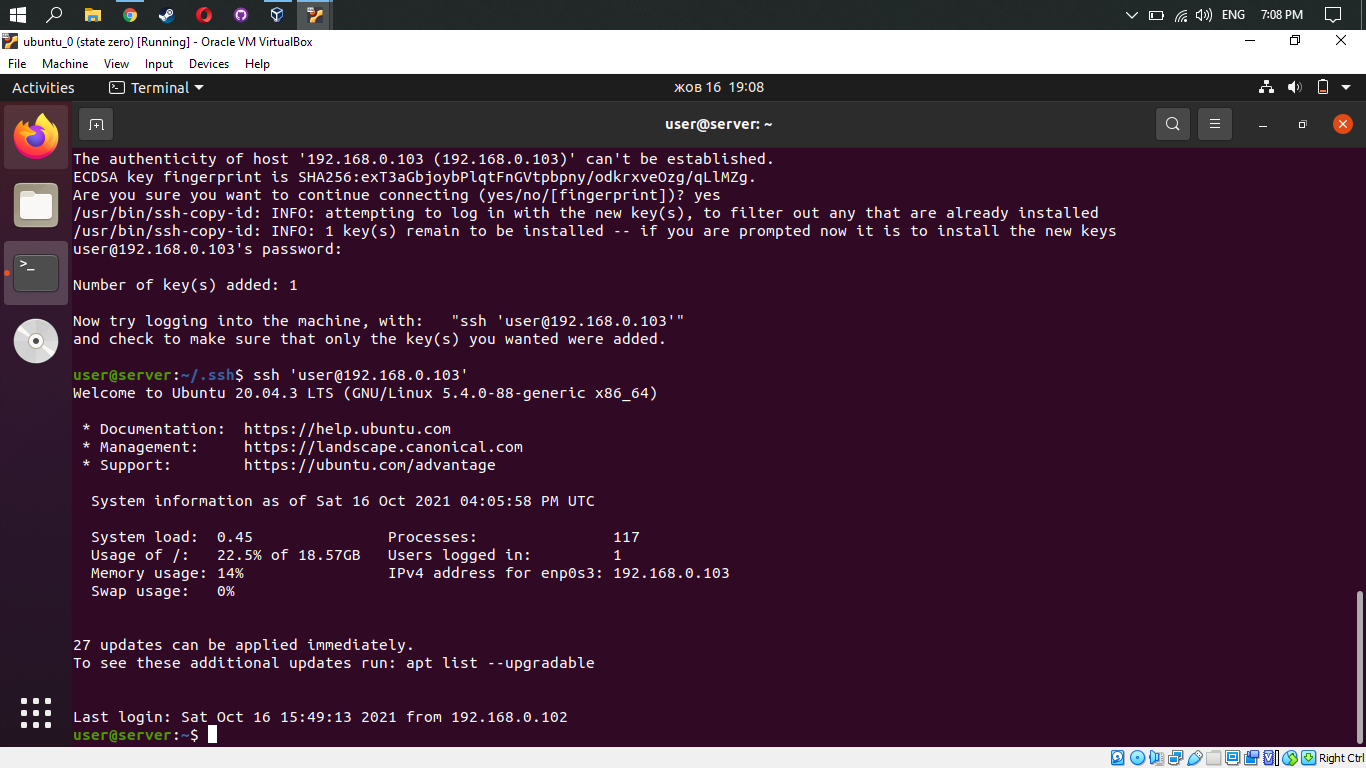 ENG 7:08 PM
ubuntu_0 (state zero) [Running] - Oracle VM VirtualBox
File Machine View Input Devices Help
Activities Terminal жов 16 19:08
user@server: ~
The authenticity of host '192.168.0.103 (192.168.0.103)' can't be established.
ECDSA key fingerprint is SHA256:exT3aGbjoybPlqtFnGVtpbpny/odkrxveOzg/qLlMZg.
Are you sure you want to continue connecting (yes/no/[fingerprint])? yes
/usr/bin/ssh-copy-id: INFO: attempting to log in with the new key(s), to filter out any that are already installed
/usr/bin/ssh-copy-id: INFO: 1 key(s) remain to be installed -- if you are prompted now it is to install the new keys
user@192.168.0.103's password:
Number of key(s) added: 1
Now try logging into the machine, with:   "ssh 'user@192.168.0.103'"
and check to make sure that only the key(s) you wanted were added.
user@server:~/.ssh$ ssh 'user@192.168.0.103'
Welcome to Ubuntu 20.04.3 LTS (GNU/Linux 5.4.0-88-generic x86_64)
* Documentation:  https://help.ubuntu.com
* Management:     https://landscape.canonical.com
* Support:        https://ubuntu.com/advantage
System information as of Sat 16 Oct 2021 04:05:58 PM UTC
System load:  0.45               Processes:               117
Usage of /:   22.5% of 18.57GB   Users logged in:         1
Memory usage: 14%                IPv4 address for enp0s3: 192.168.0.103
Swap usage:   0%
27 updates can be applied immediately.
To see these additional updates run: apt list --upgradable
Last login: Sat Oct 16 15:49:13 2021 from 192.168.0.102
user@server:~$
Right Ctrl